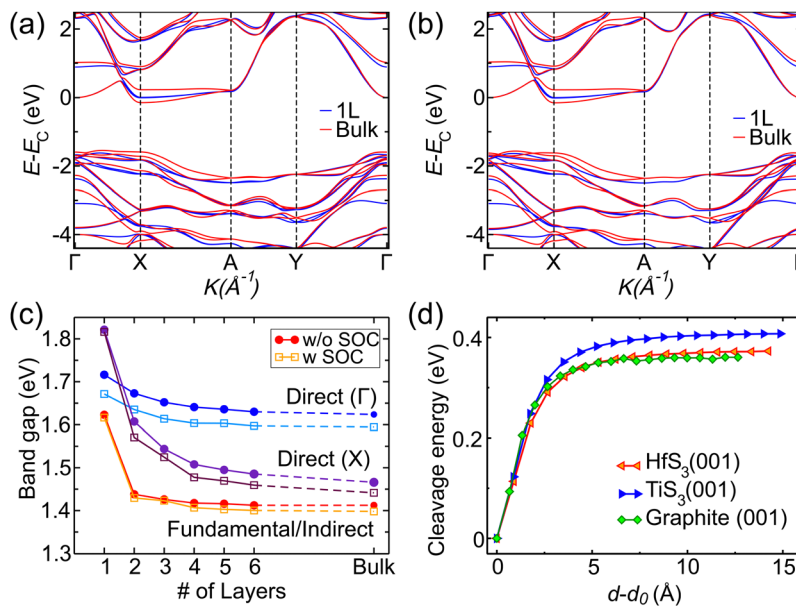 (a)
2
0
-2
-4
E-E_C (eV)
1L
Bulk
Γ X A Y Γ
K(Å⁻¹)
(b)
2
0
-2
-4
E-E_C (eV)
1L
Bulk
Γ X A Y
K(Å⁻¹)
(c)
1.8
1.7
1.6
1.5
1.4
1.3
Band gap (eV)
w/o SOC
w SOC
Direct (Γ)
Direct (X)
Fundamental/Indirect
1 2 3 4 5 6 Bulk
# of Layers
(d)
0.4
0.2
0
Cleavage energy (eV)
HfS₃(001)
TiS₃(001)
Graphite (001)
0 5 10 15
d-d₀ (Å)